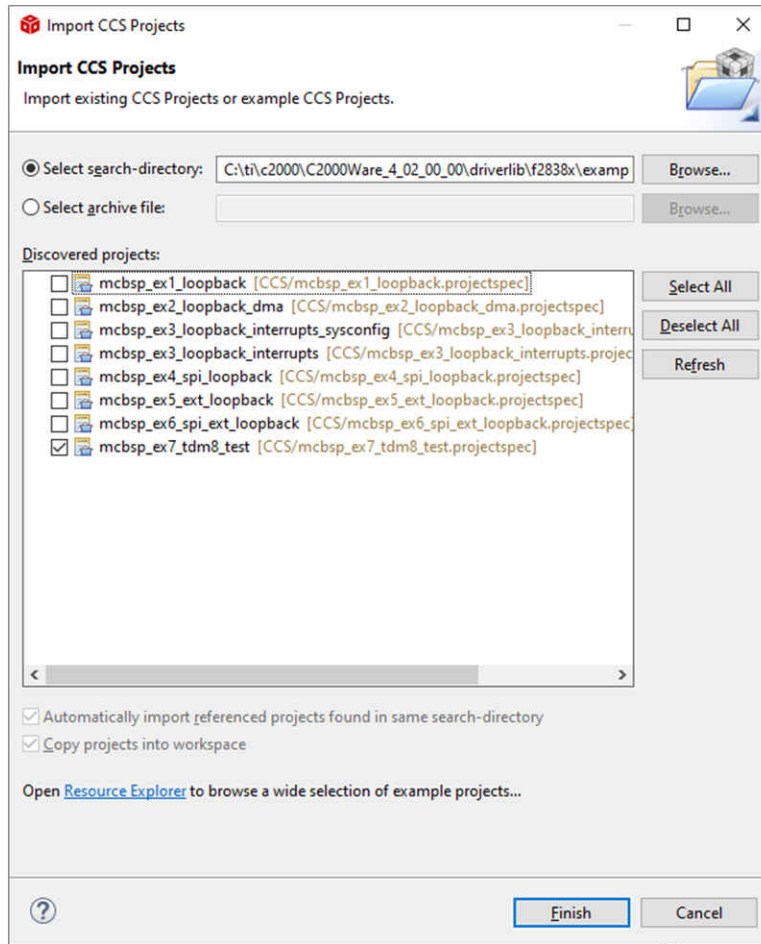 Import CCS Projects
Import CCS Projects
Import existing CCS Projects or example CCS Projects.
Select search-directory: C:\ti\c2000\C2000Ware_4_02_00_00\driverlib\f2838x\examp Browse...
Select archive file: Browse...
Discovered projects:
mcbsp_ex1_loopback [CCS/mcbsp_ex1_loopback.projectspec] Select All
mcbsp_ex2_loopback_dma [CCS/mcbsp_ex2_loopback_dma.projectspec]
mcbsp_ex3_loopback_interrupts_sysconfig [CCS/mcbsp_ex3_loopback_interru Deselect All
mcbsp_ex3_loopback_interrupts [CCS/mcbsp_ex3_loopback_interrupts.projec Refresh
mcbsp_ex4_spi_loopback [CCS/mcbsp_ex4_spi_loopback.projectspec]
mcbsp_ex5_ext_loopback [CCS/mcbsp_ex5_ext_loopback.projectspec]
mcbsp_ex6_spi_ext_loopback [CCS/mcbsp_ex6_spi_ext_loopback.projectspec]
mcbsp_ex7_tdm8_test [CCS/mcbsp_ex7_tdm8_test.projectspec]
Automatically import referenced projects found in same search-directory
Copy projects into workspace
Open Resource Explorer to browse a wide selection of example projects...
? Finish Cancel